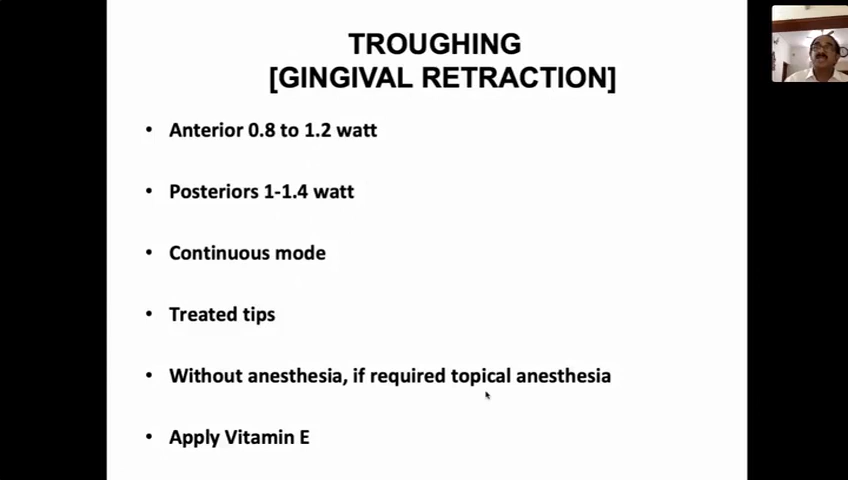 TROUGHING
[GINGIVAL RETRACTION]
• Anterior 0.8 to 1.2 watt
• Posteriors 1-1.4 watt
• Continuous mode
• Treated tips
• Without anesthesia, if required topical anesthesia
• Apply Vitamin E